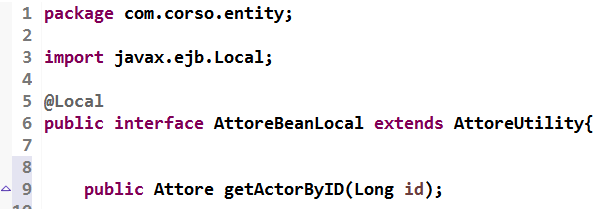 1 package com.corso.entity;
2
3 import javax.ejb.Local;
4
5 @Local
6 public interface AttoreBeanLocal extends AttoreUtility{
7
8
9 public Attore getActorByID(Long id);
10